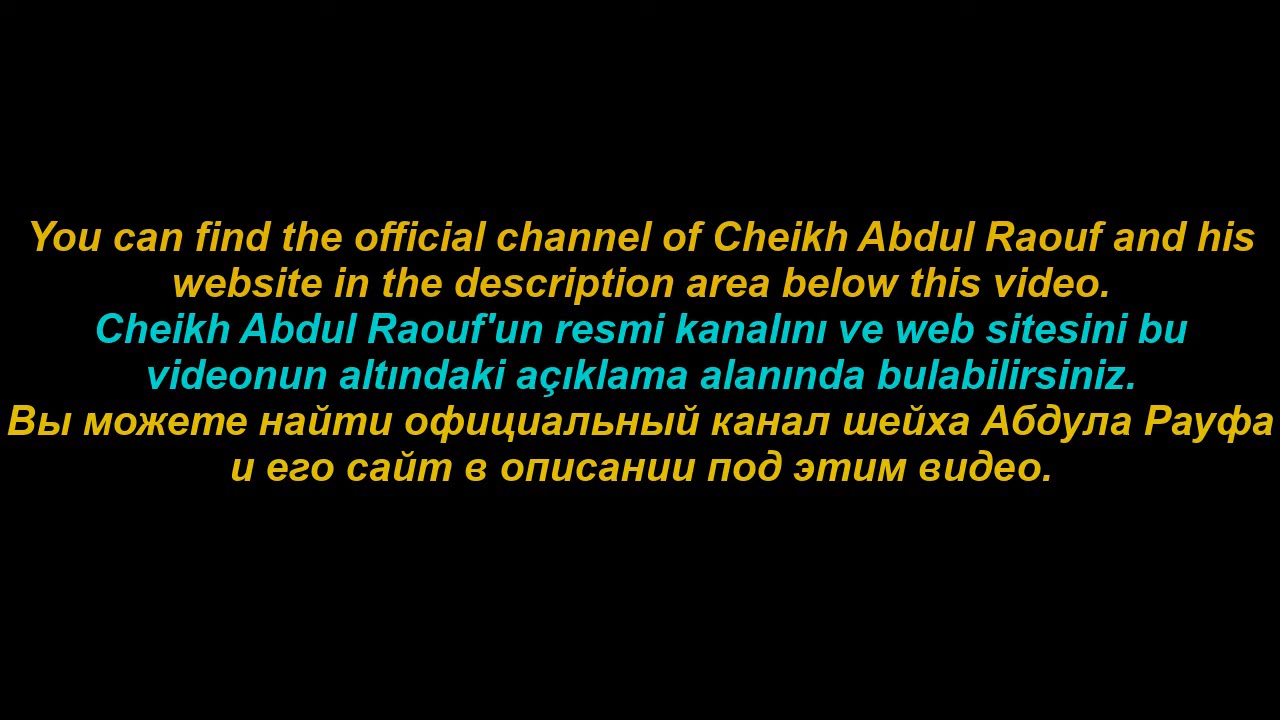 You can find the official channel of Cheikh Abdul Raouf and his
website in the description area below this video.
Cheikh Abdul Raouf'un resmi kanalını ve web sitesini bu
videonun altındaki açıklama alanında bulabilirsiniz.
Вы можете найти официальный канал шейха Абдула Рауфа
и его сайт в описании под этим видео.